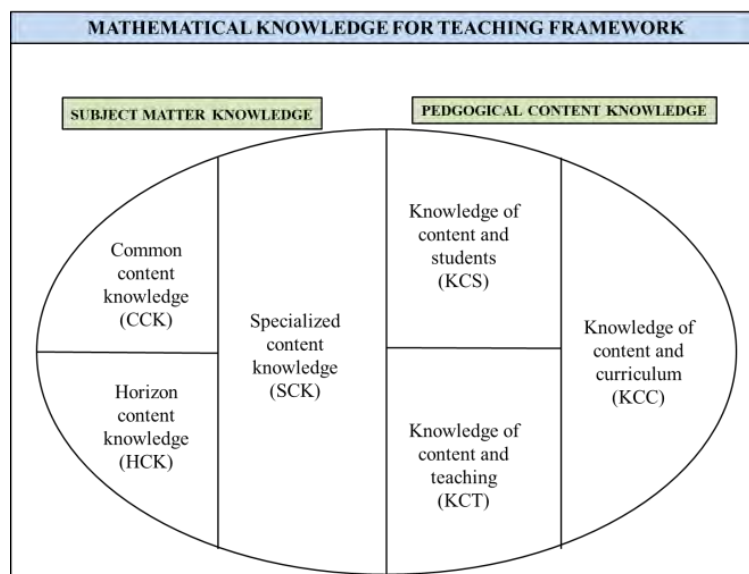 MATHEMATICAL KNOWLEDGE FOR TEACHING FRAMEWORK
SUBJECT MATTER KNOWLEDGE
PEDGOGICAL CONTENT KNOWLEDGE
Common
content
knowledge
(CCK)
Horizon
content
knowledge
(HCK)
Specialized
content
knowledge
(SCK)
Knowledge of
content and
students
(KCS)
Knowledge of
content and
teaching
(KCT)
Knowledge of
content and
curriculum
(KCC)